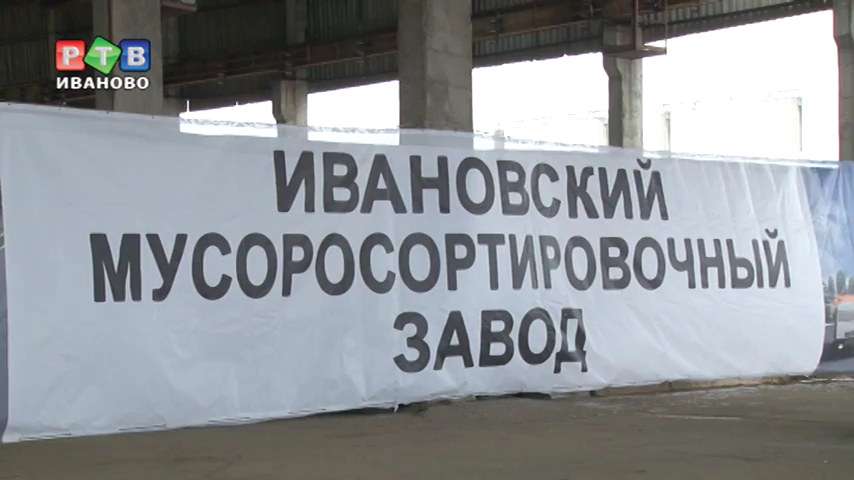 РТВ
ИВАНОВО
ИВАНОВСКИЙ
МУСОРОСОРТИРОВОЧНЫЙ
ЗАВОД